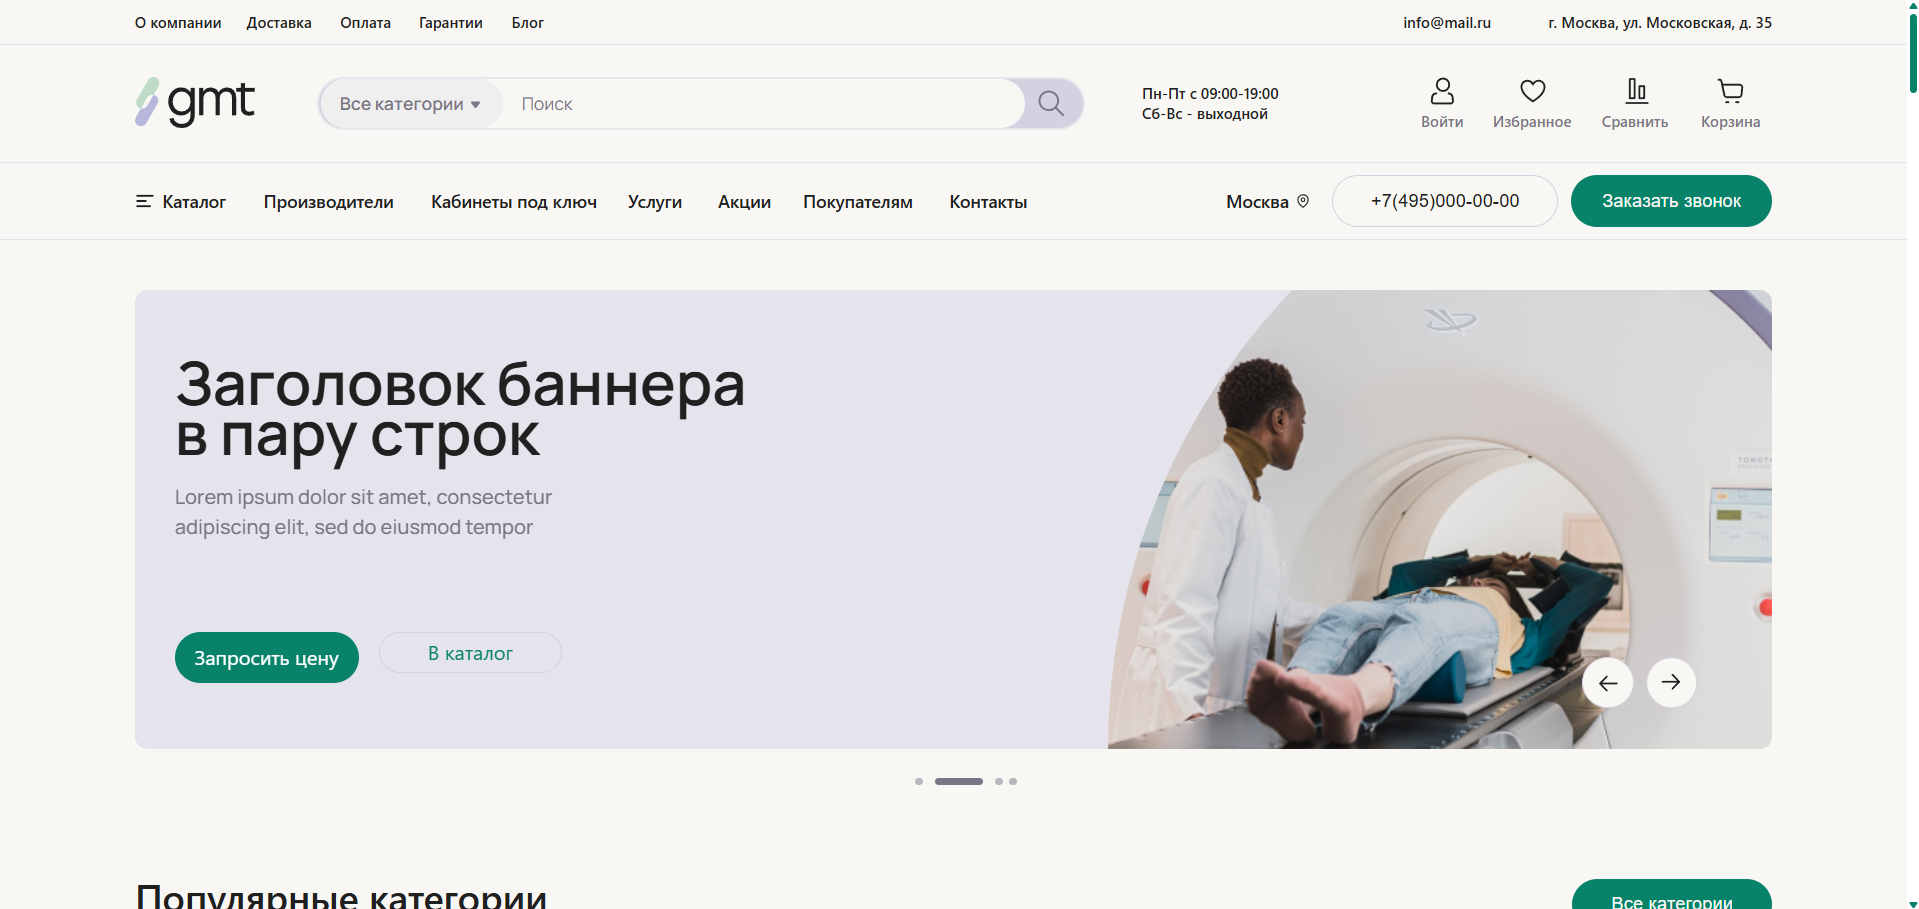 О компании Доставка Оплата Гарантии Блог info@mail.ru г. Москва, ул. Московская, д. 35
gmt Все категории Поиск
Пн-Пт с 09:00-19:00
Сб-Вс - выходной
Войти Избранное Сравнить Корзина
Каталог Производители Кабинеты под ключ Услуги Акции Покупателям Контакты Москва +7(495)000-00-00 Заказать звонок
Заголовок баннера
в пару строк
Lorem ipsum dolor sit amet, consectetur
adipiscing elit, sed do eiusmod tempor
Запросить цену В каталог
Популярные категории Все категории